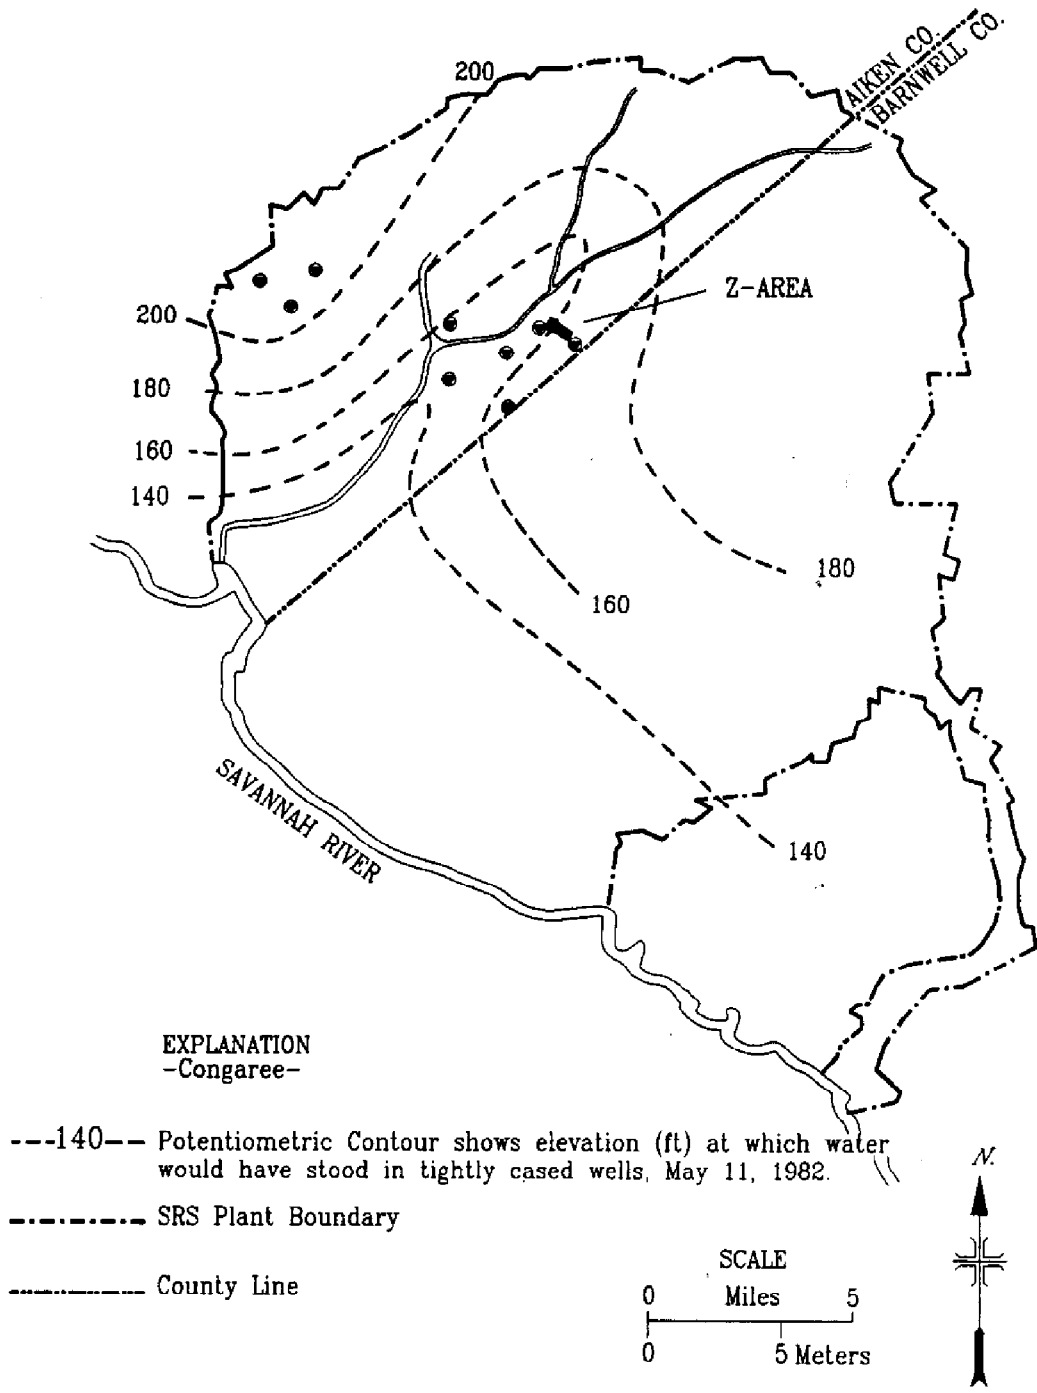 AIKEN CO.
BARNWELL CO.
200
Z-AREA
200
180
160
140
180
160
SAVANNAH RIVER
140
EXPLANATION
-Congaree-
---140-- Potentiometric Contour shows elevation (ft) at which water
would have stood in tightly cased wells, May 11, 1982.
SRS Plant Boundary
County Line
N.
SCALE
0 Miles 5
0 5 Meters